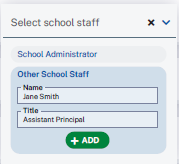 Select school staff
School Administrator
Other School Staff
Name
Jane Smith
Title
Assistant Principal
+ ADD